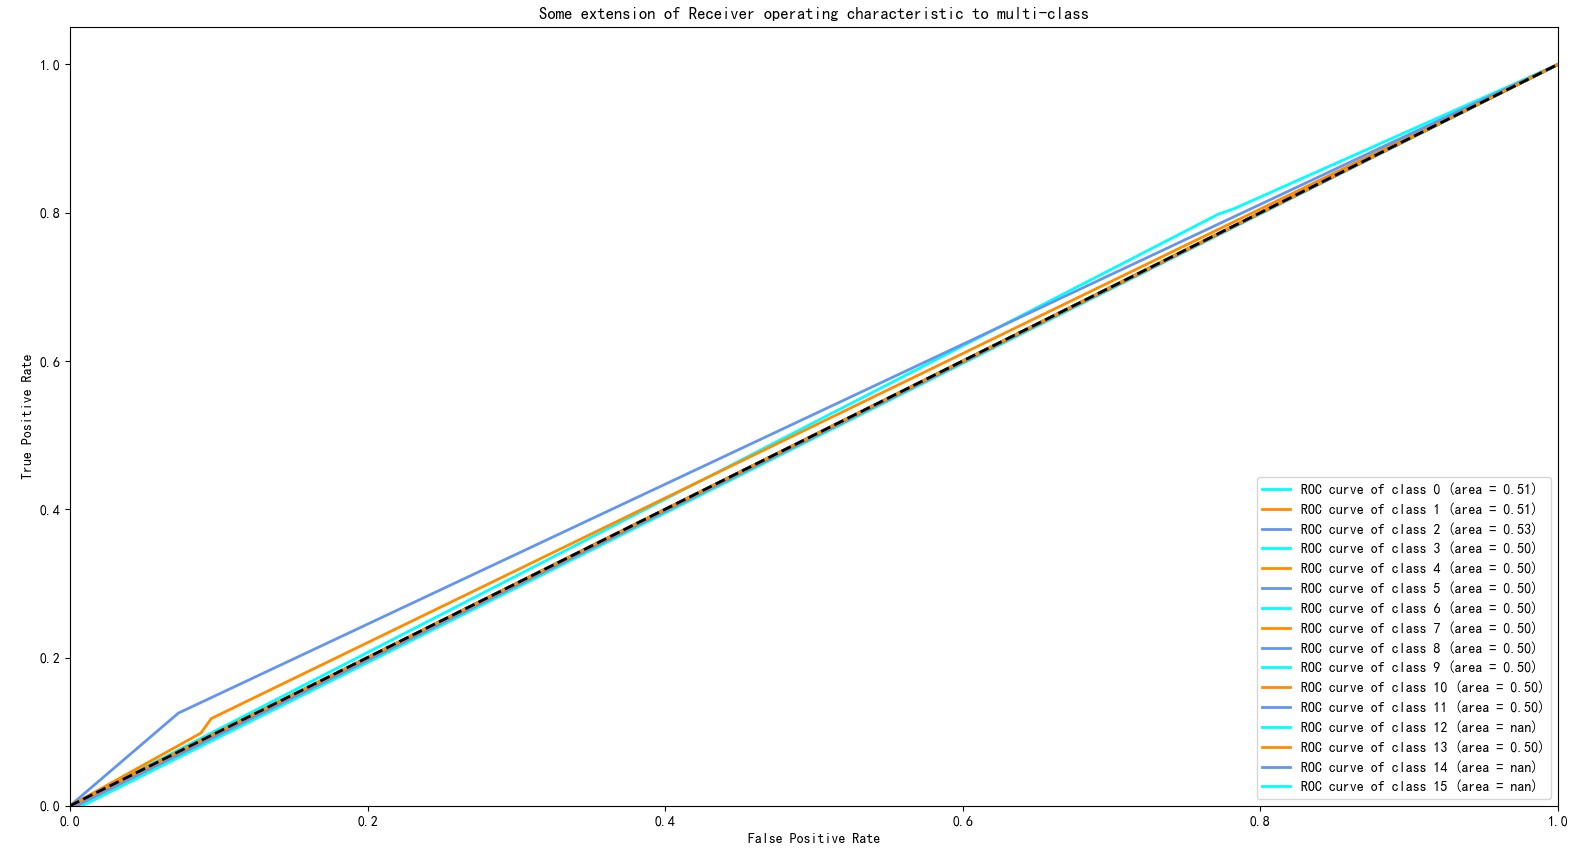 Some extension of Receiver operating characteristic to multi-class
1.0
0.8
0.6
0.4
0.2
0.0
True Positive Rate
ROC curve of class 0 (area = 0.51)
ROC curve of class 1 (area = 0.51)
ROC curve of class 2 (area = 0.53)
ROC curve of class 3 (area = 0.50)
ROC curve of class 4 (area = 0.50)
ROC curve of class 5 (area = 0.50)
ROC curve of class 6 (area = 0.50)
ROC curve of class 7 (area = 0.50)
ROC curve of class 8 (area = 0.50)
ROC curve of class 9 (area = 0.50)
ROC curve of class 10 (area = 0.50)
ROC curve of class 11 (area = 0.50)
ROC curve of class 12 (area = nan)
ROC curve of class 13 (area = 0.50)
ROC curve of class 14 (area = nan)
ROC curve of class 15 (area = nan)
0.0 0.2 0.4 0.6 0.8 1.0
False Positive Rate